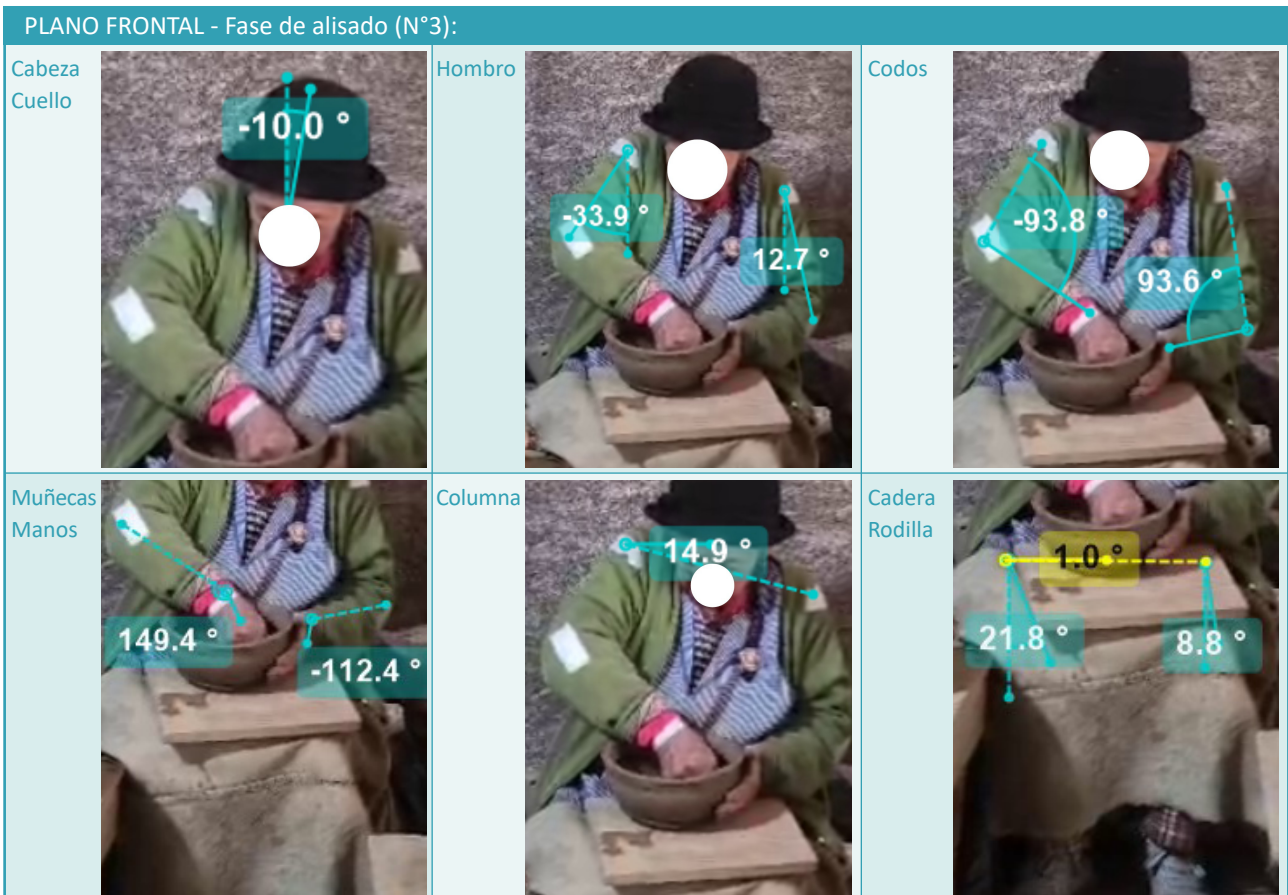 PLANO FRONTAL - Fase de alisado (N°3):
Cabeza
Cuello
-10.0 °
Hombro
-33.9 °
12.7 °
Codos
-93.8 °
93.6 °
Muñecas
Manos
149.4 °
-112.4 °
Columna
14.9 °
Cadera
Rodilla
1.0 °
21.8 °
8.8 °